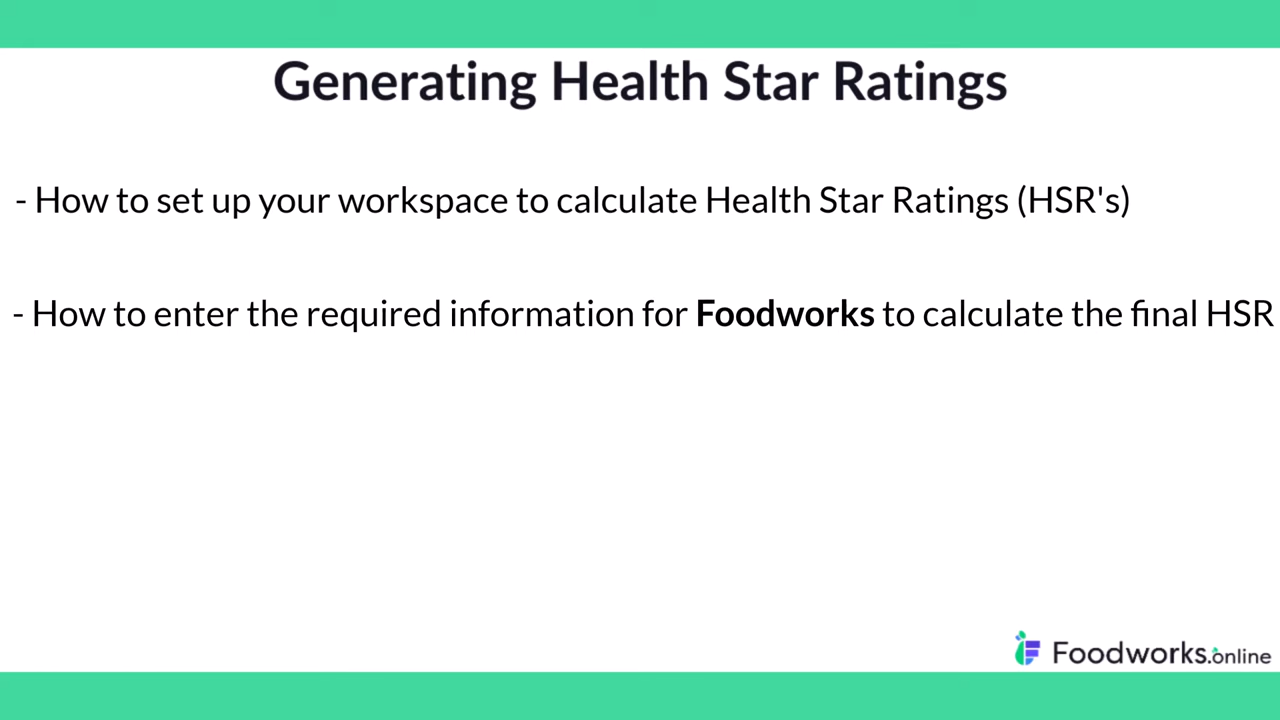 Generating Health Star Ratings
- How to set up your workspace to calculate Health Star Ratings (HSR's)
- How to enter the required information for Foodworks to calculate the final HSR
Foodworks.online